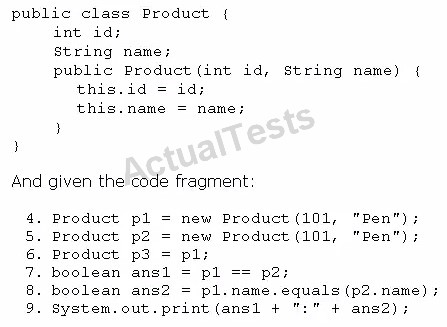 public class Product {
int id;
String name;
public Product(int id, String name) {
this.id = id;
this.name = name;
}
}
ActualTests
And given the code fragment:
4. Product p1 = new Product(101, "Pen");
5. Product p2 = new Product(101, "Pen");
6. Product p3 = p1;
7. boolean ans1 = p1 == p2;
8. boolean ans2 = p1.name.equals(p2.name);
9. System.out.print(ans1 + ":" + ans2);